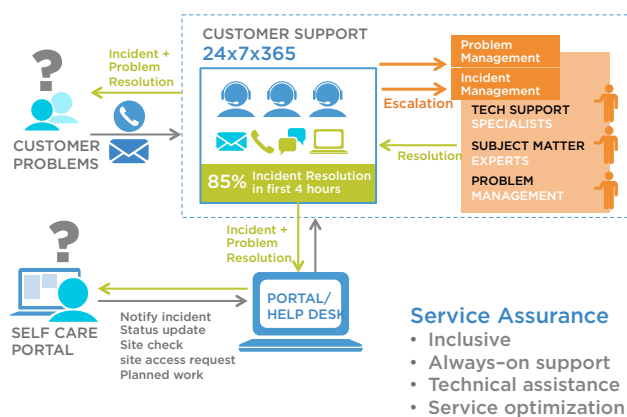 CUSTOMER SUPPORT
24x7x365
Incident +
Problem
Resolution
?
CUSTOMER
PROBLEMS
85% Incident Resolution
in first 4 hours
Escalation
Resolution
Problem
Management
Incident
Management
TECH SUPPORT
SPECIALISTS
SUBJECT MATTER
EXPERTS
PROBLEM
MANAGEMENT
Incident +
Problem
Resolution
?
SELF CARE
PORTAL
Notify incident
Status update
Site check
site access request
Planned work
PORTAL/
HELP DESK
Service Assurance
• Inclusive
• Always-on support
• Technical assistance
• Service optimization